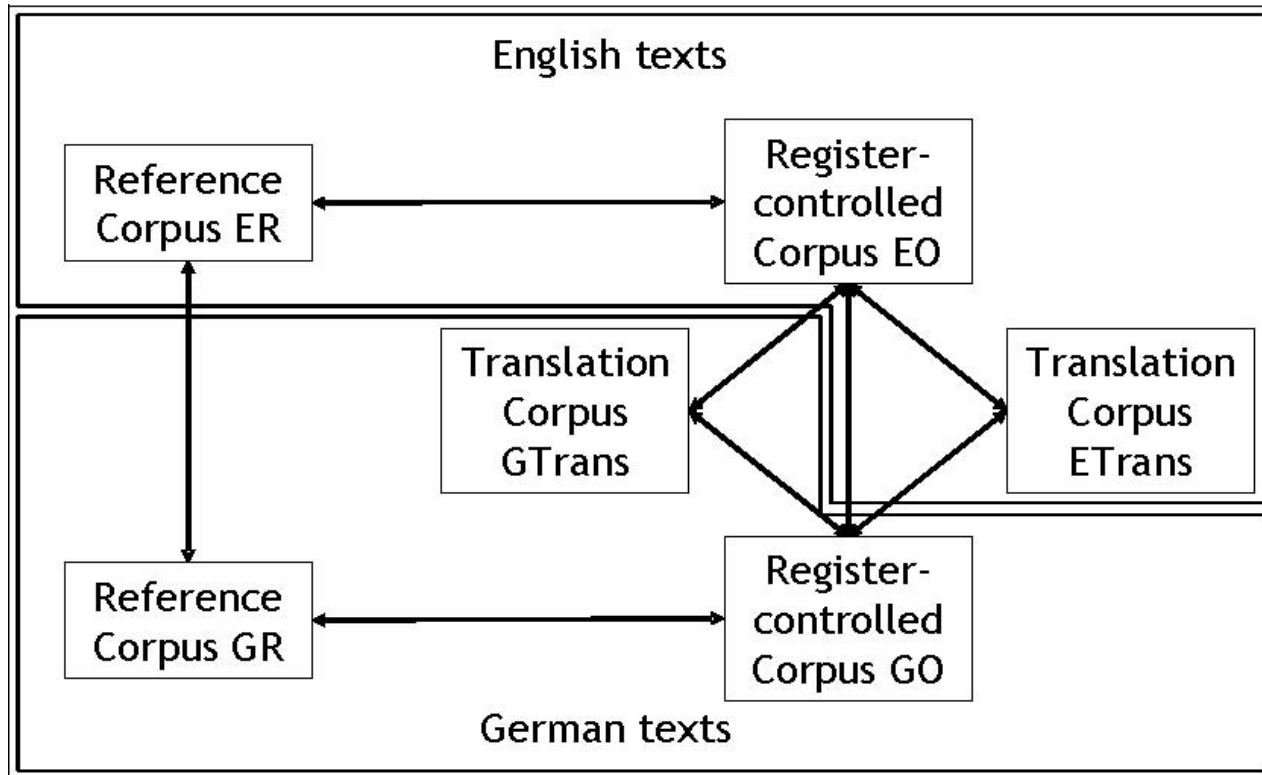 English texts
Reference
Corpus ER
Register-
controlled
Corpus EO
Translation
Corpus
GTrans
Translation
Corpus
ETrans
Reference
Corpus GR
Register-
controlled
Corpus GO
German texts